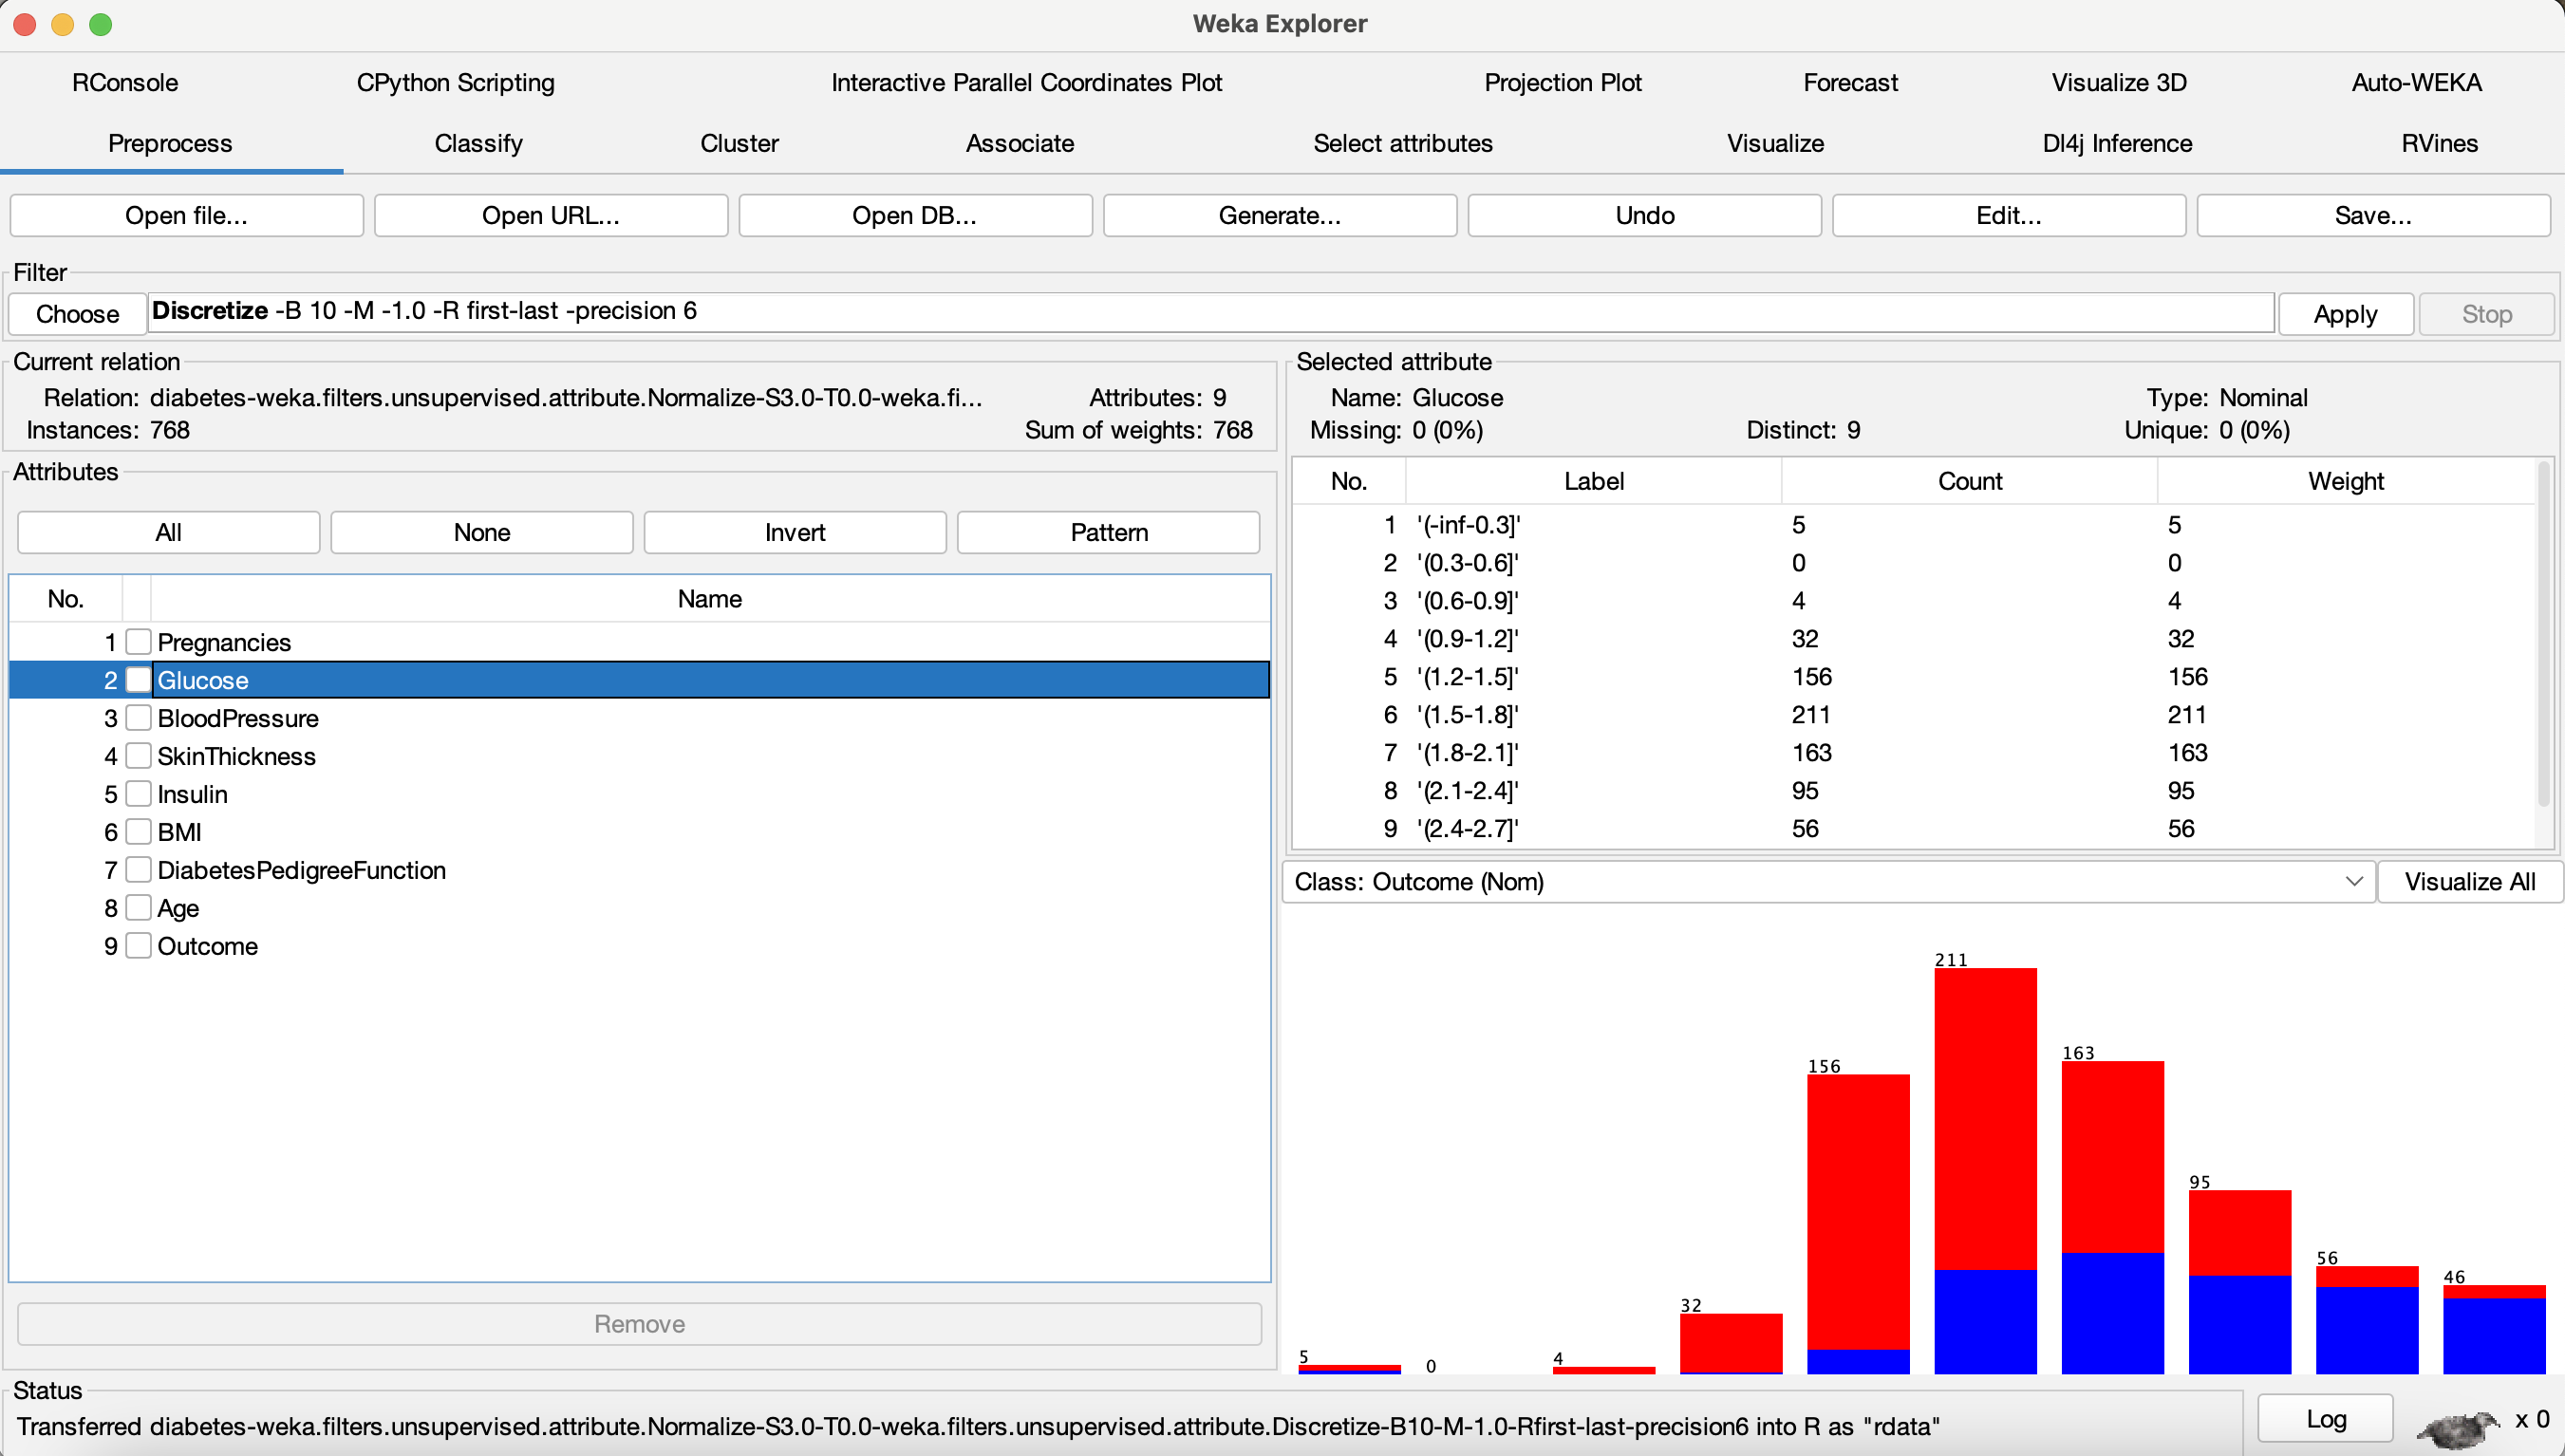 Weka Explorer
RConsole CPython Scripting Interactive Parallel Coordinates Plot Projection Plot Forecast Visualize 3D Auto-WEKA
Preprocess Classify Cluster Associate Select attributes Visualize Dl4j Inference RVines
Open file... Open URL... Open DB... Generate... Undo Edit... Save...
Filter
Choose Discretize -B 10 -M -1.0 -R first-last -precision 6 Apply Stop
Current relation
Relation: diabetes-weka.filters.unsupervised.attribute.Normalize-S3.0-T0.0-weka.fi... Attributes: 9
Instances: 768 Sum of weights: 768
Attributes
All None Invert Pattern
No. Name
1 Pregnancies
2 Glucose
3 BloodPressure
4 SkinThickness
5 Insulin
6 BMI
7 DiabetesPedigreeFunction
8 Age
9 Outcome
Remove
Selected attribute
Name: Glucose Type: Nominal
Missing: 0 (0%) Distinct: 9 Unique: 0 (0%)
No. Label Count Weight
1 '(-inf-0.3]' 5 5
2 '(0.3-0.6]' 0 0
3 '(0.6-0.9]' 4 4
4 '(0.9-1.2]' 32 32
5 '(1.2-1.5]' 156 156
6 '(1.5-1.8]' 211 211
7 '(1.8-2.1]' 163 163
8 '(2.1-2.4]' 95 95
9 '(2.4-2.7]' 56 56
Class: Outcome (Nom) Visualize All
5 0 4 32 156 211 163 95 56 46
Status
Transferred diabetes-weka.filters.unsupervised.attribute.Normalize-S3.0-T0.0-weka.filters.unsupervised.attribute.Discretize-B10-M-1.0-Rfirst-last-precision6 into R as "rdata"
Log x 0